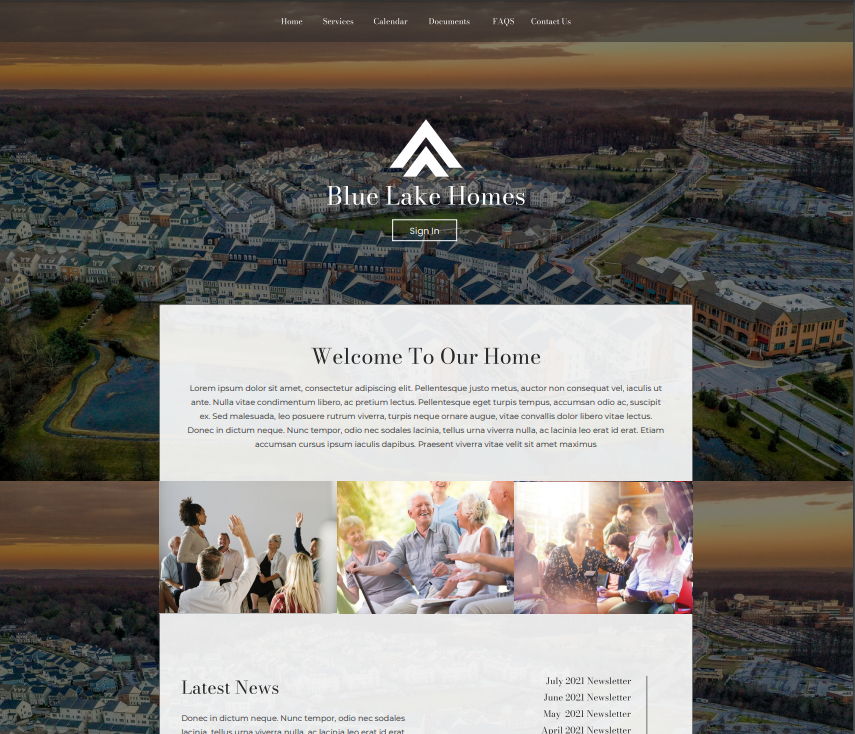 Home Services Calendar Documents FAQS Contact Us
Blue Lake Homes
Sign In
Welcome To Our Home
Lorem ipsum dolor sit amet, consectetur adipiscing elit. Pellentesque justo metus, auctor non consequat vel, iaculis ut
ante. Nulla vitae condimentum libero, ac pretium lectus. Pellentesque eget turpis tempus, accumsan odio ac, suscipit
ex. Sed malesuada, leo posuere rutrum viverra, turpis neque ornare augue, vitae convallis dolor libero vitae lectus.
Donec in dictum neque. Nunc tempor, odio nec sodales lacinia, tellus urna viverra nulla, ac lacinia leo erat id erat. Etiam
accumsan cursus ipsum iaculis dapibus. Praesent viverra vitae velit sit amet maximus
Latest News
Donec in dictum neque. Nunc tempor, odio nec sodales
lacinia, tellus urna viverra nulla, ac lacinia leo erat
July 2021 Newsletter
June 2021 Newsletter
May 2021 Newsletter
April 2021 Newsletter